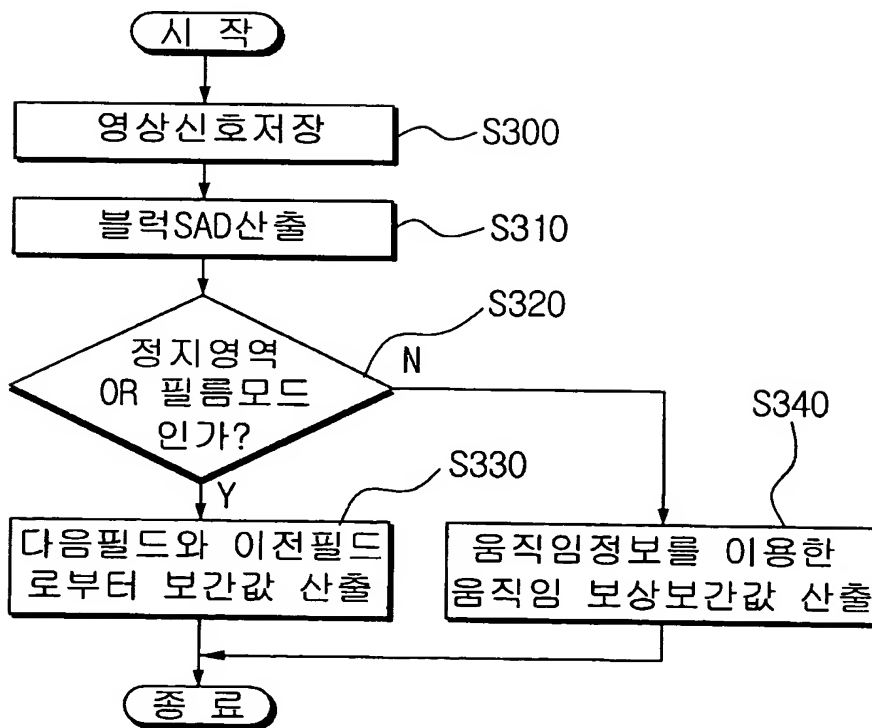 시 작
영상신호저장
S300
블럭SAD산출
S310
S320
정지영역
OR 필름모드
인가?
N
Y
S330
다음필드와 이전필드
로부터 보간값 산출
S340
움직임정보를 이용한
움직임 보상보간값 산출
종 료